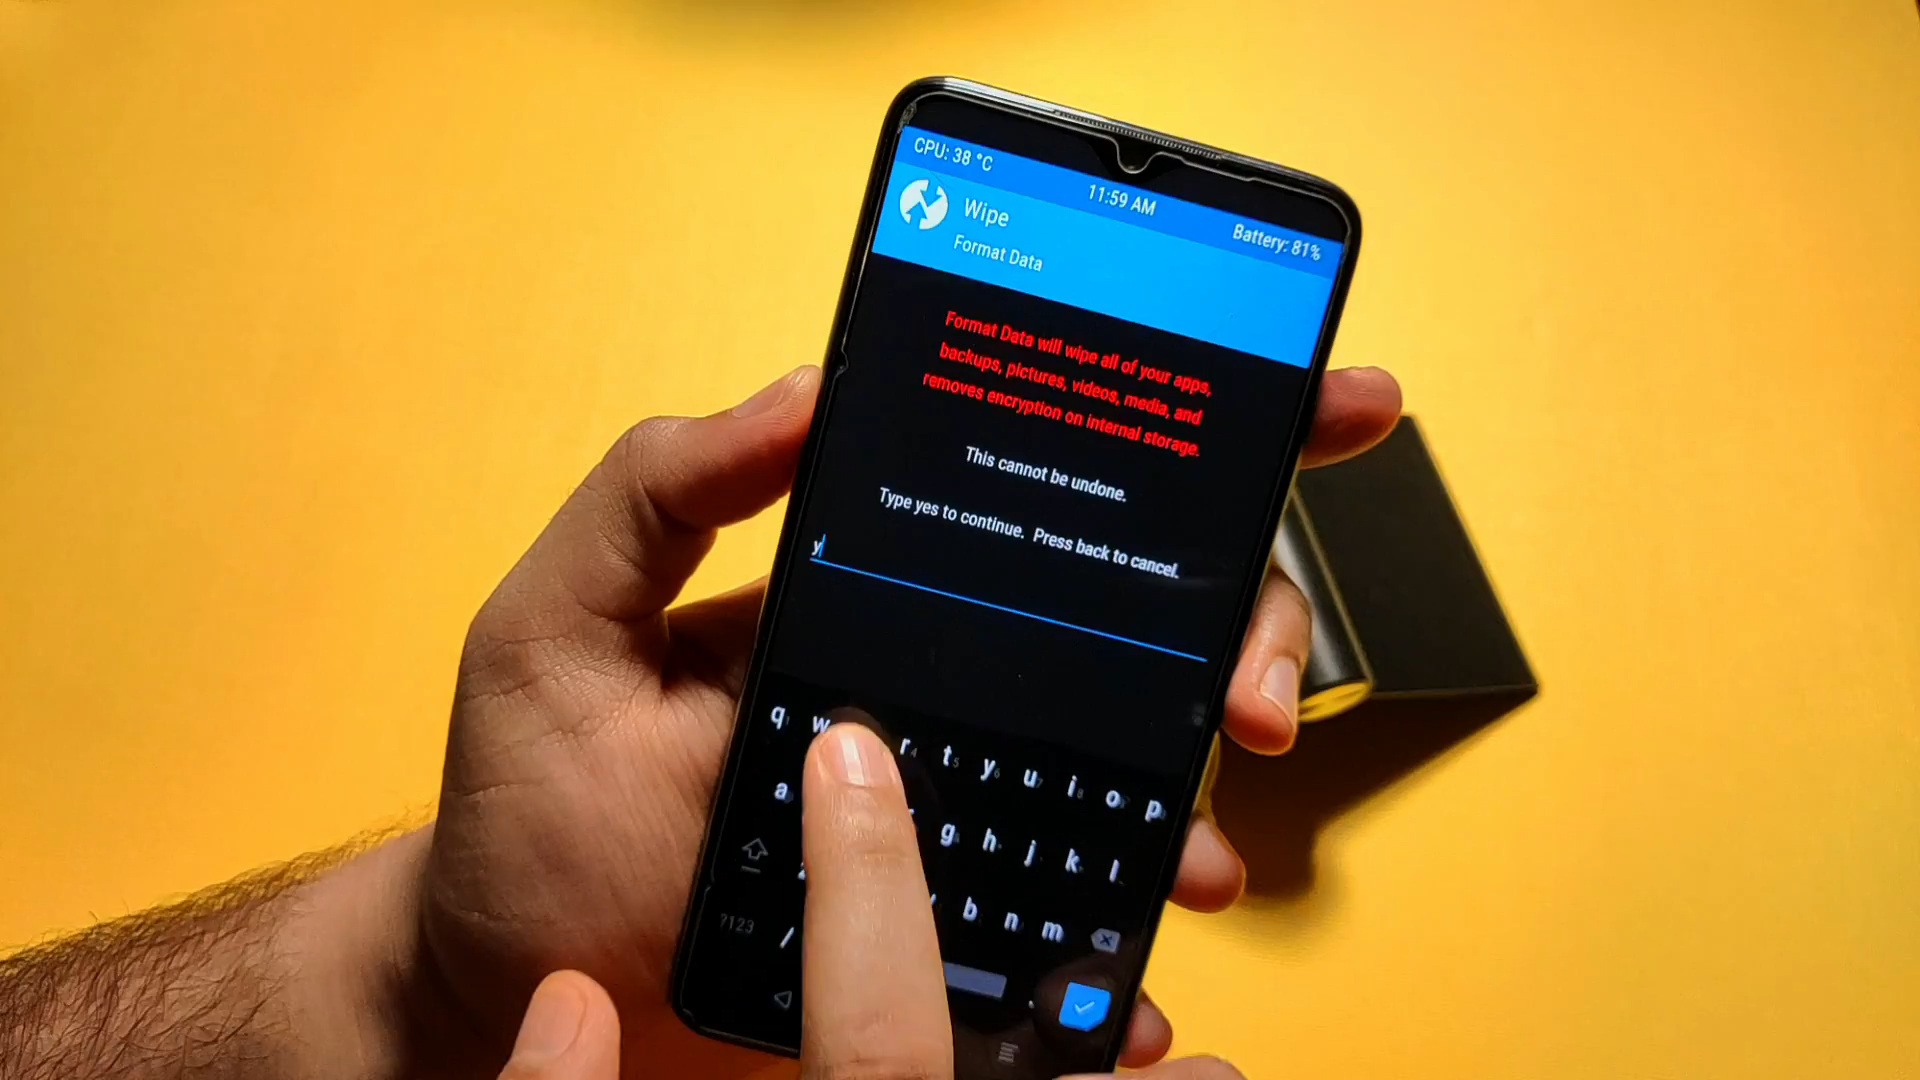 CPU: 38 °C
11:59 AM
Battery: 81%
Wipe
Format Data
Format Data will wipe all of your apps,
backups, pictures, videos, media, and
removes encryption on internal storage.
This cannot be undone.
Type yes to continue. Press back to cancel.
y
q w r t y u i o p
a g h j k l
b n m
?123 / .